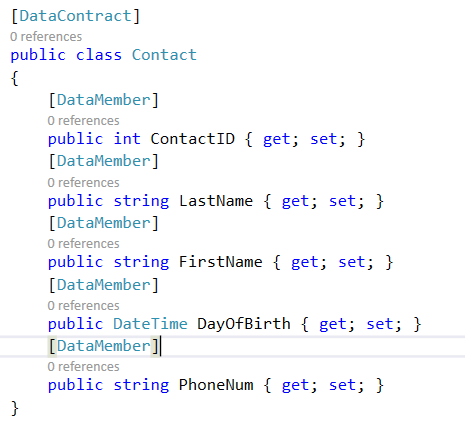 [DataContract]
0 references
public class Contact
{
[DataMember]
0 references
public int ContactID { get; set; }
[DataMember]
0 references
public string LastName { get; set; }
[DataMember]
0 references
public string FirstName { get; set; }
[DataMember]
0 references
public DateTime DayOfBirth { get; set; }
[DataMember]
0 references
public string PhoneNum { get; set; }
}